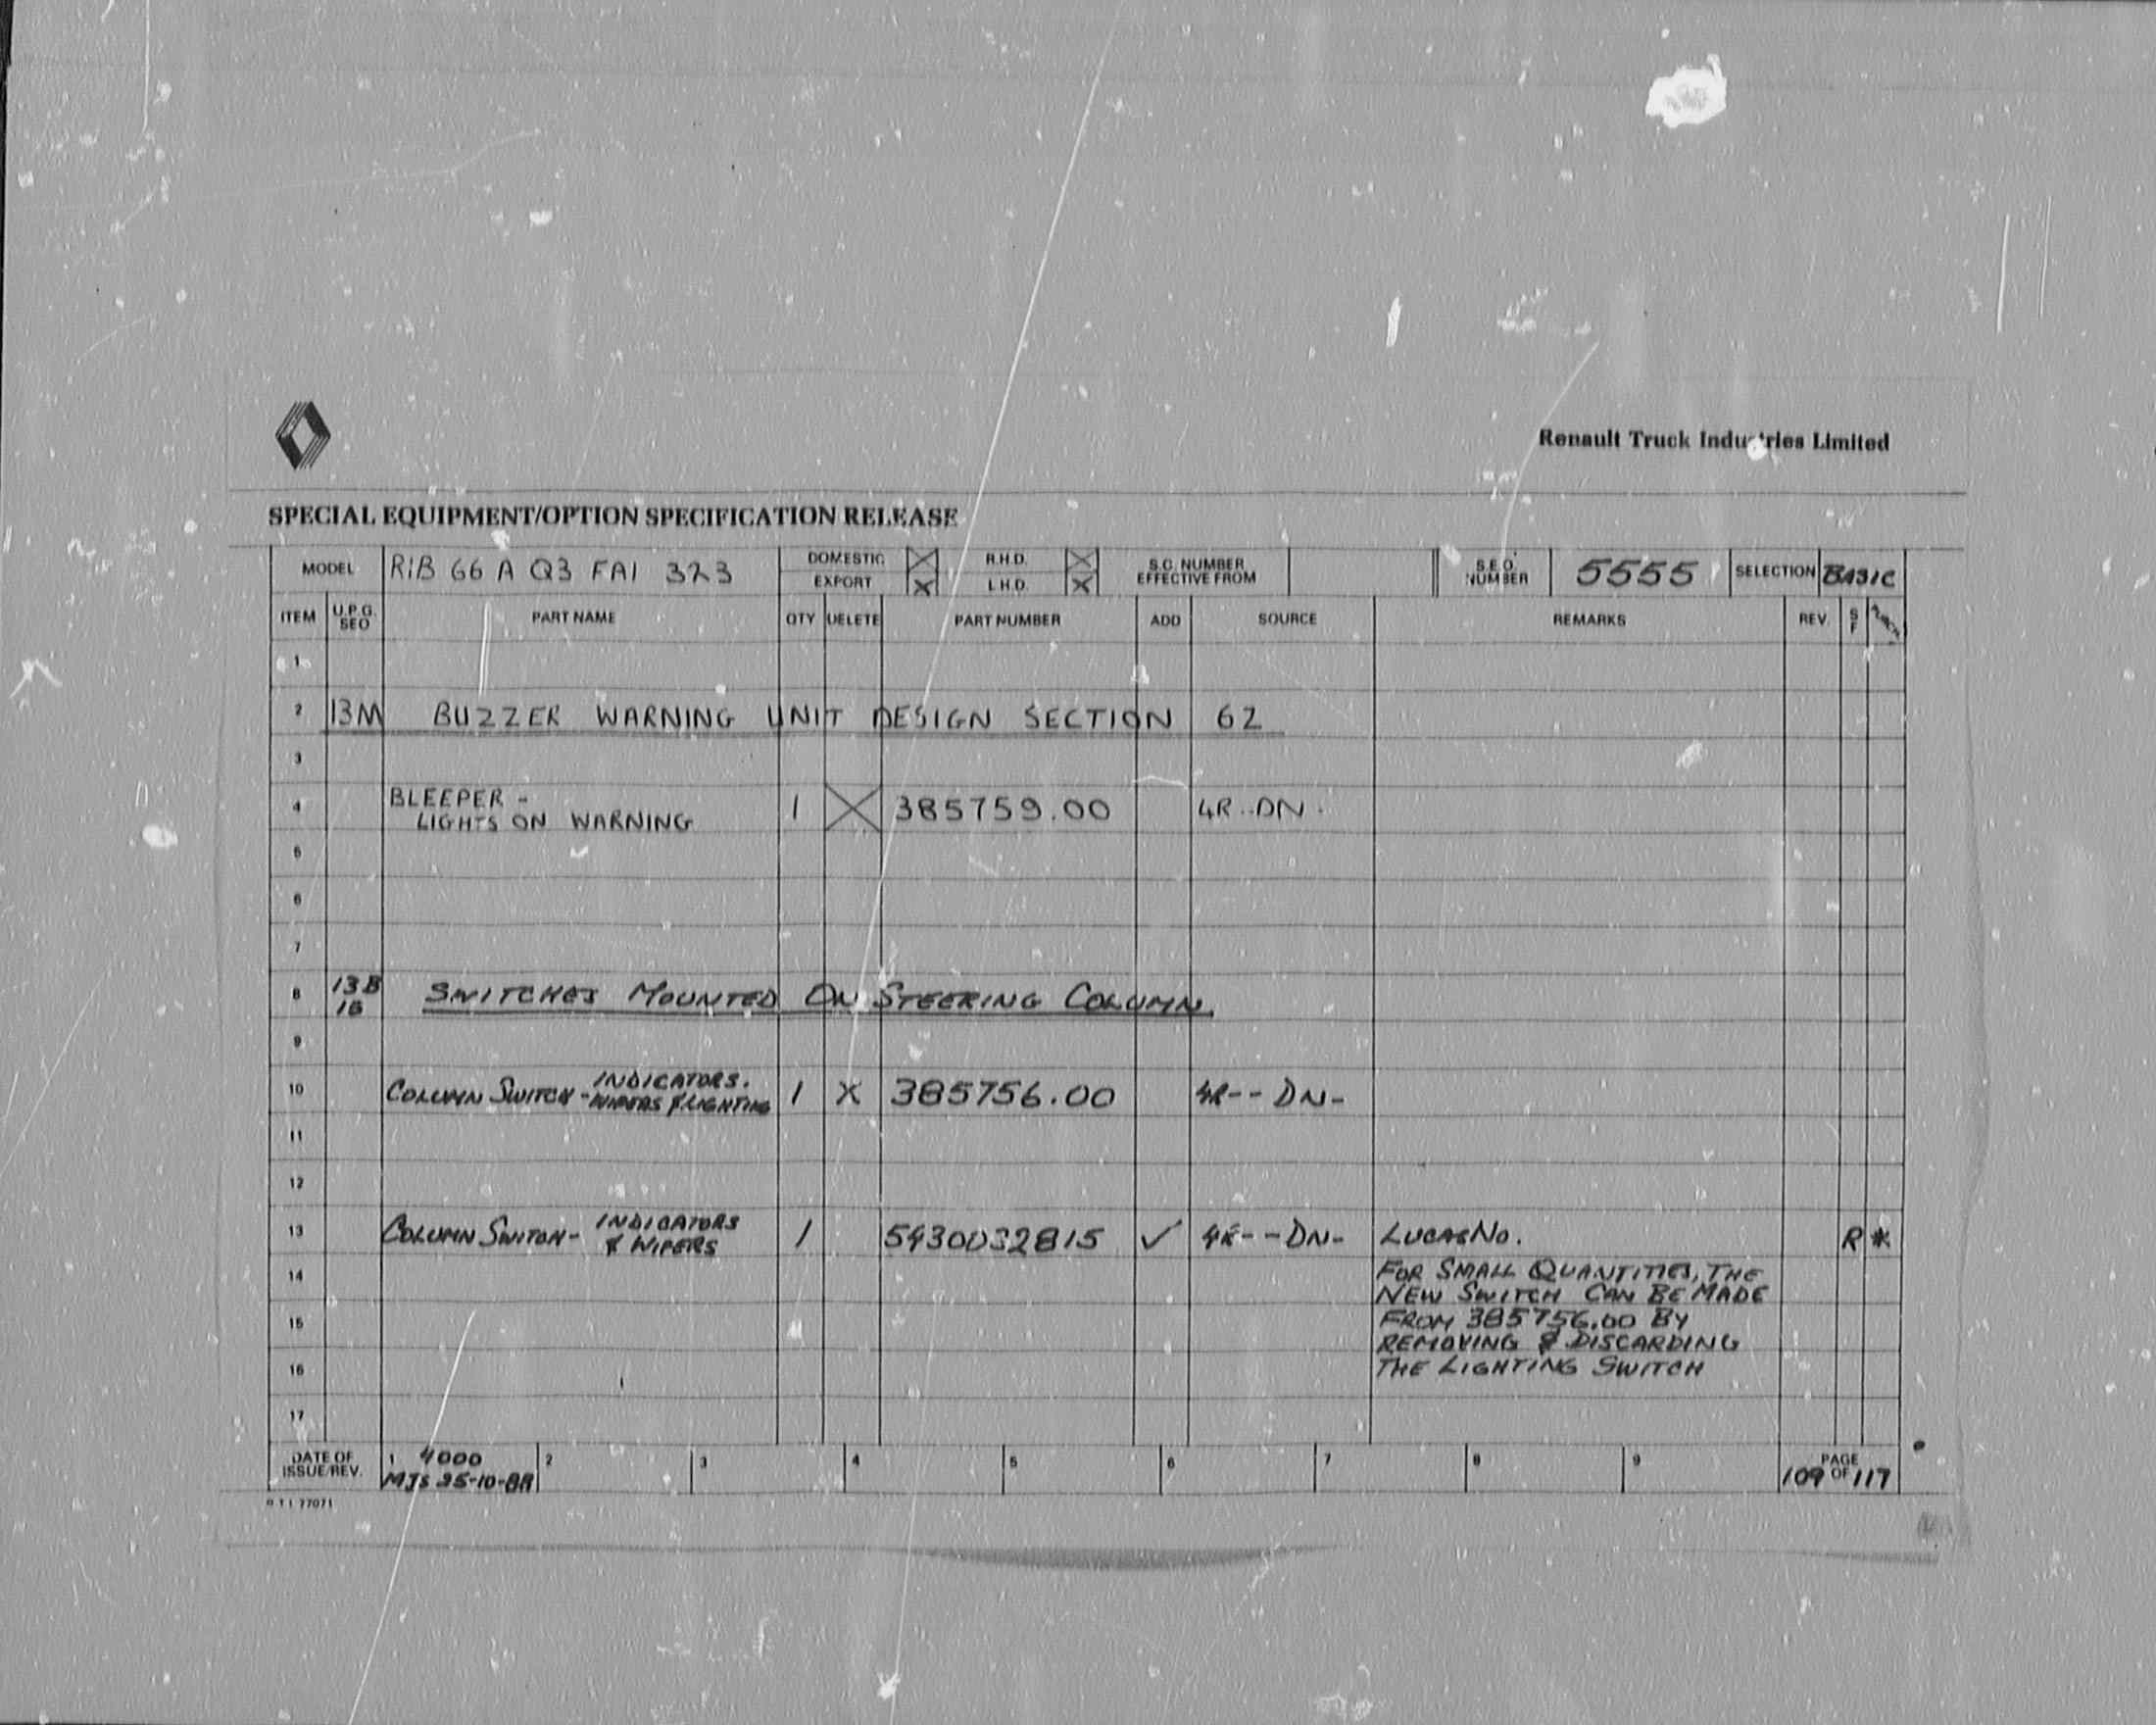 Renault Truck Industries Limited
SPECIAL EQUIPMENT/OPTION SPECIFICATION RELEASE
MODEL RIB 66 A Q3 FA1 323 DOMESTIC X R.H.D. X S.C. NUMBER EFFECTIVE FROM S.E.O. NUMBER 5555 SELECTION BASIC
EXPORT X L.H.D. X
ITEM U.P.G. SEO PART NAME QTY DELETE PART NUMBER ADD SOURCE REMARKS REV. S F
1
2 13M BUZZER WARNING UNIT DESIGN SECTION 62
3
4 BLEEPER - 1 X 385759.00 4R--DN-
LIGHTS ON WARNING
5
6
7
8 13B SWITCHES MOUNTED ON STEERING COLUMN.
9
10 COLUMN SWITCH - INDICATORS. 1 X 385756.00 4R--DN-
WIPERS & LIGHTING
11
12
13 COLUMN SWITCH - INDICATORS 1 5430032815 ✓ 4R--DN- LUCAS No. R *
& WIPERS
14 FOR SMALL QUANTITIES, THE
NEW SWITCH CAN BE MADE
15 FROM 385756.00 BY
REMOVING & DISCARDING
16 THE LIGHTING SWITCH
17
DATE OF ISSUE/REV. 1 4000 2 3 4 5 6 7 8 9 PAGE
MJS 25-10-88 109 OF 117
R T I 77071